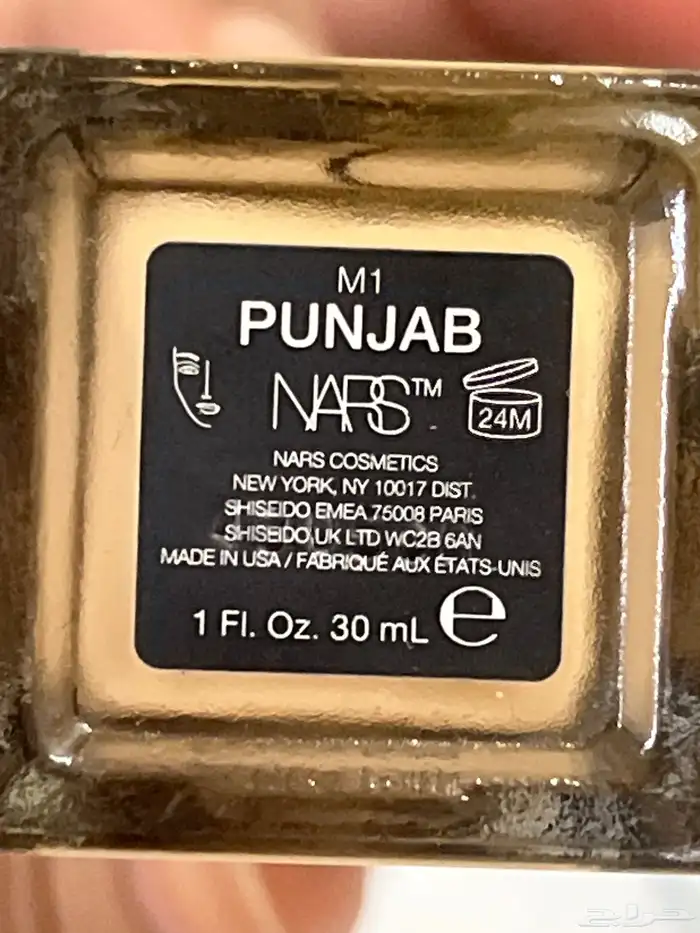 M1
PUNJAB
NARS™
24M
NARS COSMETICS
NEW YORK, NY 10017 DIST.
SHISEIDO EMEA 75008 PARIS
SHISEIDO UK LTD WC2B 6AN
MADE IN USA / FABRIQUÉ AUX ÉTATS-UNIS
1 Fl. Oz. 30 mL e
حراج